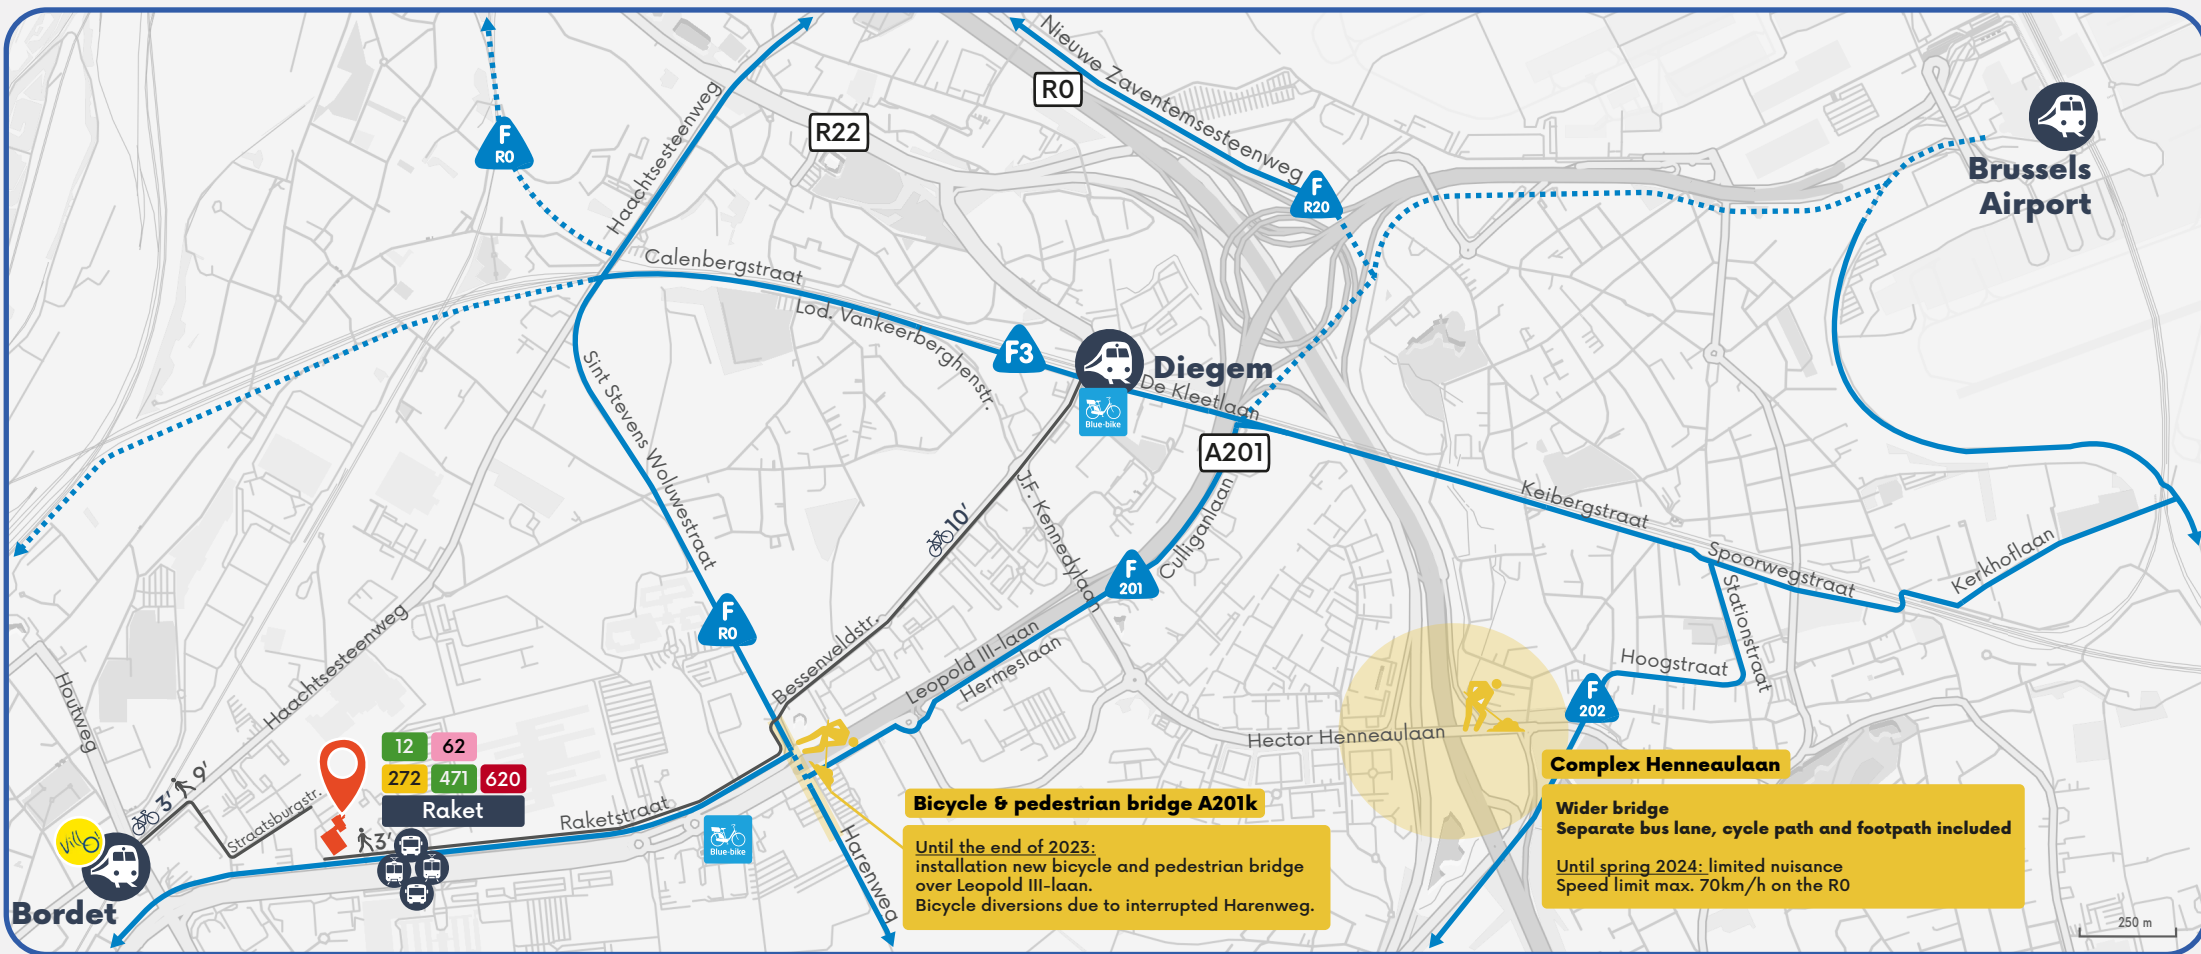 Nieuwe Zaventemsesteenweg
R0
R22
Haachtsesteenweg
F
R0
F
R20
Brussels
Airport
Calenbergstraat
Lod. Vankeerberghenstr.
F3
Diegem
De Kleetlaan
Blue-bike
A201
Sint Stevens Woluwestraat
J.F. Kennedylaan
10'
Culliganlaan
F
201
Keibergstraat
Spoorwegstraat
Kerkhoflaan
Stationstraat
Hoogstraat
F
202
F
R0
Bessenveldstr.
Leopold III-laan
Hermeslaan
Hector Henneaulaan
Houtweg
Haachtsesteenweg
12
62
272
471
620
Raket
3'
9'
Straatsburgstr.
3'
Raketstraat
Blue-bike
Harenweg
Villo!
Bordet
Bicycle & pedestrian bridge A201k
Until the end of 2023:
installation new bicycle and pedestrian bridge
over Leopold III-laan.
Bicycle diversions due to interrupted Harenweg.
Complex Henneaulaan
Wider bridge
Separate bus lane, cycle path and footpath included
Until spring 2024: limited nuisance
Speed limit max. 70km/h on the R0
250 m